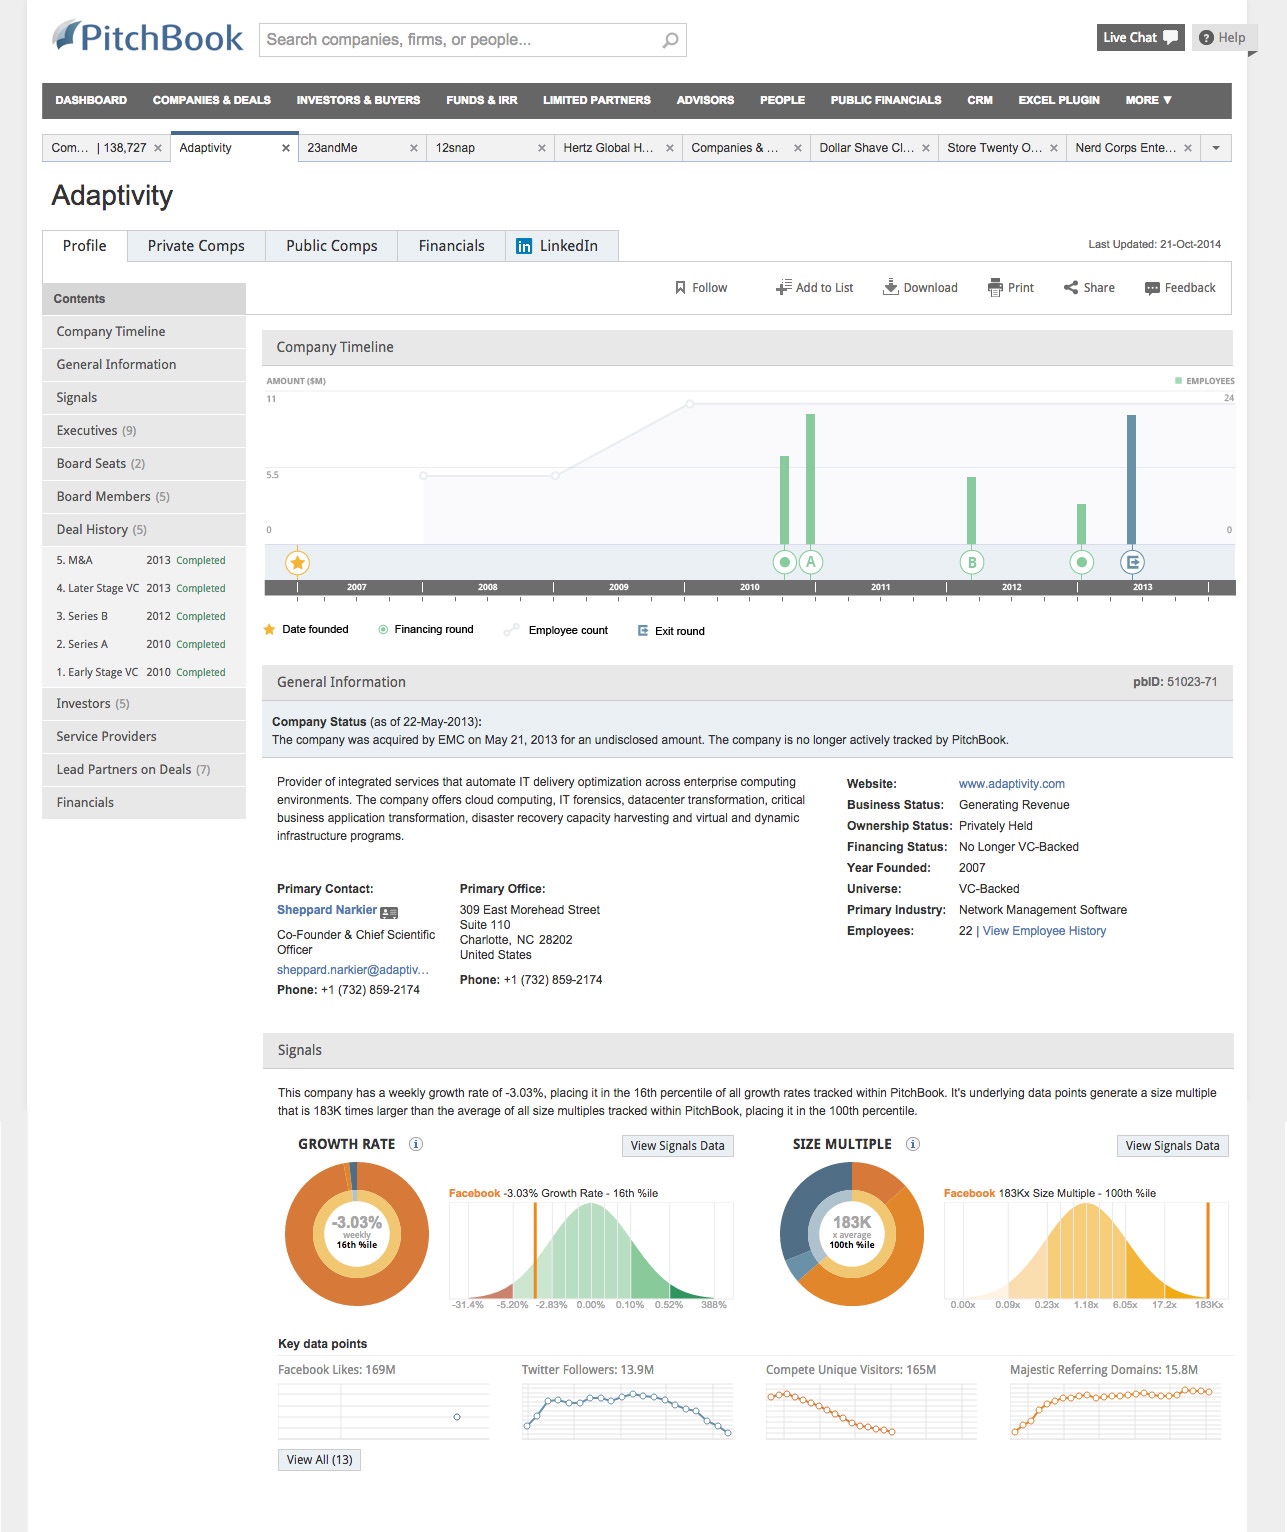 PitchBook
Search companies, firms, or people...
Live Chat
? Help
DASHBOARD COMPANIES & DEALS INVESTORS & BUYERS FUNDS & IRR LIMITED PARTNERS ADVISORS PEOPLE PUBLIC FINANCIALS CRM EXCEL PLUGIN MORE ▼
Com... | 138,727 × Adaptivity × 23andMe × 12snap × Hertz Global H... × Companies & ... × Dollar Shave Cl... × Store Twenty O... × Nerd Corps Ente... ×
Adaptivity
Profile Private Comps Public Comps Financials in LinkedIn
Last Updated: 21-Oct-2014
Follow Add to List Download Print Share Feedback
Contents
Company Timeline
General Information
Signals
Executives (9)
Board Seats (2)
Board Members (5)
Deal History (5)
5. M&A 2013 Completed
4. Later Stage VC 2013 Completed
3. Series B 2012 Completed
2. Series A 2010 Completed
1. Early Stage VC 2010 Completed
Investors (5)
Service Providers
Lead Partners on Deals (7)
Financials
Company Timeline
AMOUNT ($M)
EMPLOYEES
11
24
5.5
0
0
A B
2007 2008 2009 2010 2011 2012 2013
Date founded Financing round Employee count Exit round
General Information
pbID: 51023-71
Company Status (as of 22-May-2013):
The company was acquired by EMC on May 21, 2013 for an undisclosed amount. The company is no longer actively tracked by PitchBook.
Provider of integrated services that automate IT delivery optimization across enterprise computing
environments. The company offers cloud computing, IT forensics, datacenter transformation, critical
business application transformation, disaster recovery capacity harvesting and virtual and dynamic
infrastructure programs.
Primary Contact:
Sheppard Narkier
Co-Founder & Chief Scientific
Officer
sheppard.narkier@adaptiv...
Phone: +1 (732) 859-2174
Primary Office:
309 East Morehead Street
Suite 110
Charlotte, NC 28202
United States
Phone: +1 (732) 859-2174
Website: www.adaptivity.com
Business Status: Generating Revenue
Ownership Status: Privately Held
Financing Status: No Longer VC-Backed
Year Founded: 2007
Universe: VC-Backed
Primary Industry: Network Management Software
Employees: 22 | View Employee History
Signals
This company has a weekly growth rate of -3.03%, placing it in the 16th percentile of all growth rates tracked within PitchBook. It's underlying data points generate a size multiple
that is 183K times larger than the average of all size multiples tracked within PitchBook, placing it in the 100th percentile.
GROWTH RATE i
View Signals Data
-3.03%
weekly
16th %ile
Facebook -3.03% Growth Rate - 16th %ile
-31.4% -5.20% -2.83% 0.00% 0.10% 0.52% 388%
SIZE MULTIPLE i
View Signals Data
183K
x average
100th %ile
Facebook 183Kx Size Multiple - 100th %ile
0.00x 0.09x 0.23x 1.18x 6.05x 17.2x 183Kx
Key data points
Facebook Likes: 169M
Twitter Followers: 13.9M
Compete Unique Visitors: 165M
Majestic Referring Domains: 15.8M
View All (13)